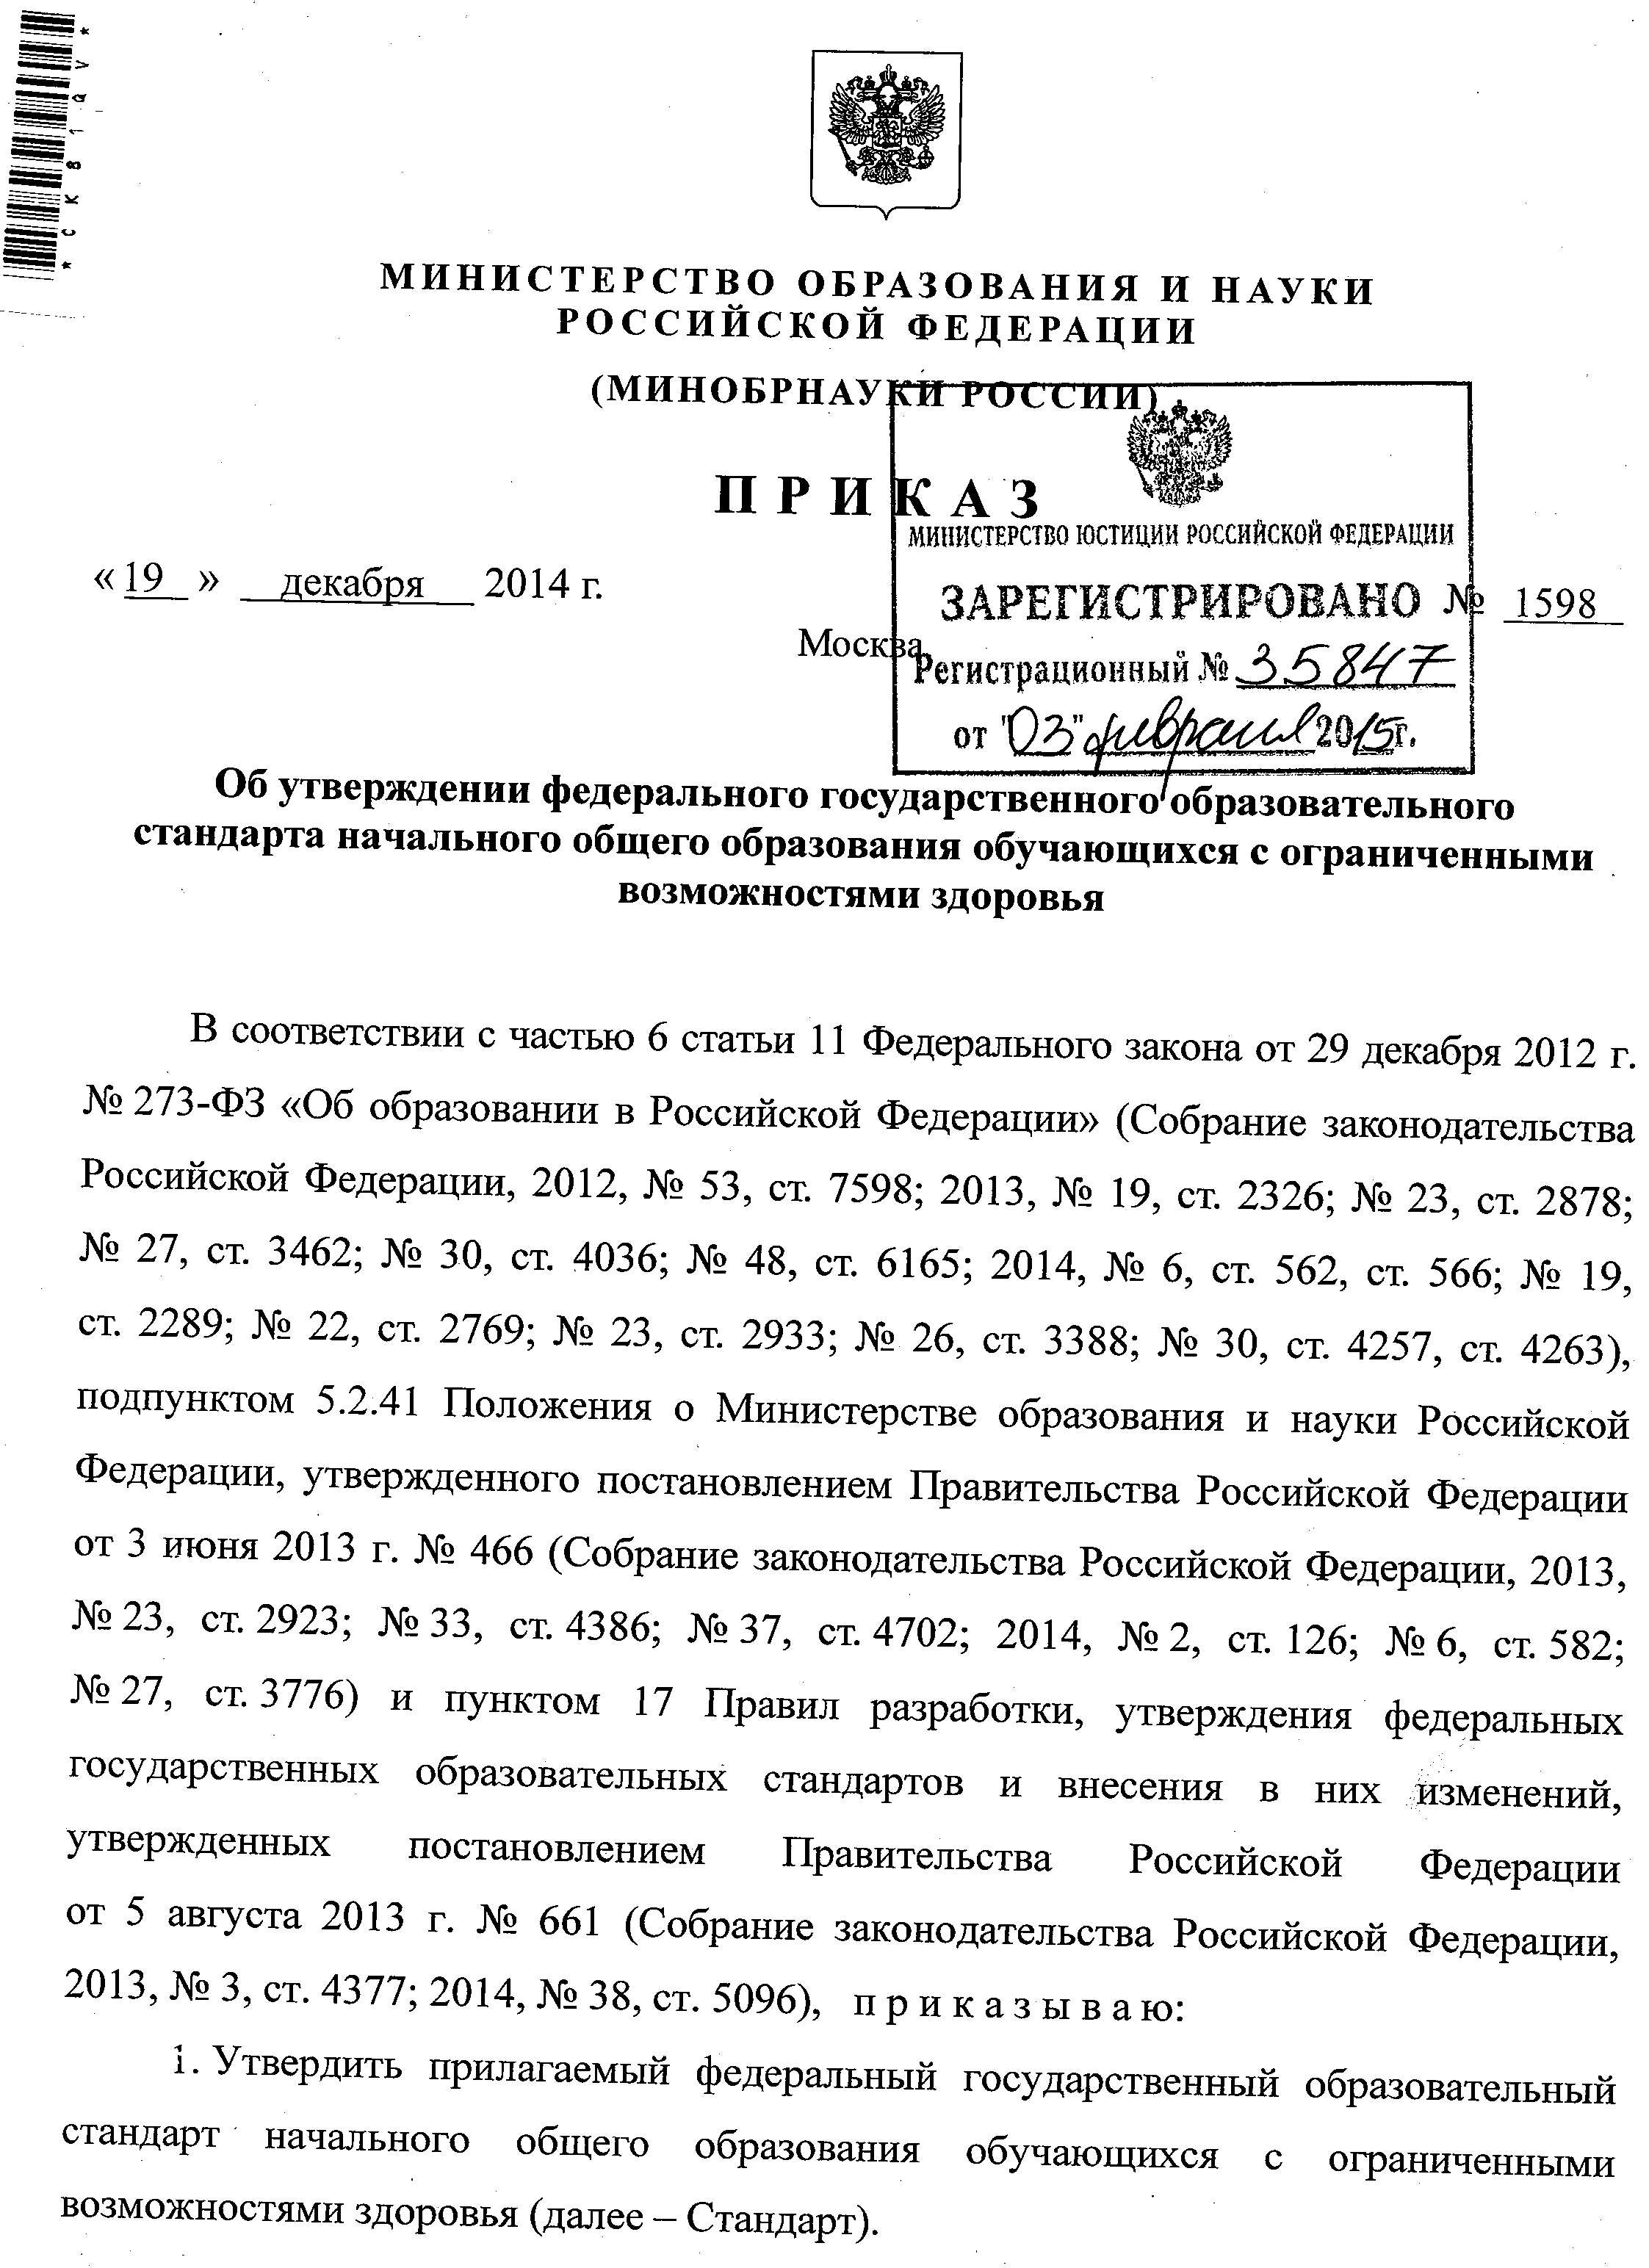 * C K 8 1 Q V *
МИНИСТЕРСТВО ОБРАЗОВАНИЯ И НАУКИ
РОССИЙСКОЙ ФЕДЕРАЦИИ
(МИНОБРНАУКИ РОССИИ)
П Р И К А З
МИНИСТЕРСТВО ЮСТИЦИИ РОССИЙСКОЙ ФЕДЕРАЦИИ
« 19 » декабря 2014 г.
ЗАРЕГИСТРИРОВАНО
№ 1598
Москва
Регистрационный № 35847
от "03" февраля 2015г.
Об утверждении федерального государственного образовательного
стандарта начального общего образования обучающихся с ограниченными
возможностями здоровья
В соответствии с частью 6 статьи 11 Федерального закона от 29 декабря 2012 г.
№ 273-ФЗ «Об образовании в Российской Федерации» (Собрание законодательства
Российской Федерации, 2012, № 53, ст. 7598; 2013, № 19, ст. 2326; № 23, ст. 2878;
№ 27, ст. 3462; № 30, ст. 4036; № 48, ст. 6165; 2014, № 6, ст. 562, ст. 566; № 19,
ст. 2289; № 22, ст. 2769; № 23, ст. 2933; № 26, ст. 3388; № 30, ст. 4257, ст. 4263),
подпунктом 5.2.41 Положения о Министерстве образования и науки Российской
Федерации, утвержденного постановлением Правительства Российской Федерации
от 3 июня 2013 г. № 466 (Собрание законодательства Российской Федерации, 2013,
№ 23, ст. 2923; № 33, ст. 4386; № 37, ст. 4702; 2014, № 2, ст. 126; № 6, ст. 582;
№ 27, ст. 3776) и пунктом 17 Правил разработки, утверждения федеральных
государственных образовательных стандартов и внесения в них изменений,
утвержденных постановлением Правительства Российской Федерации
от 5 августа 2013 г. № 661 (Собрание законодательства Российской Федерации,
2013, № 3, ст. 4377; 2014, № 38, ст. 5096), п р и к а з ы в а ю:
1. Утвердить прилагаемый федеральный государственный образовательный
стандарт начального общего образования обучающихся с ограниченными
возможностями здоровья (далее – Стандарт).